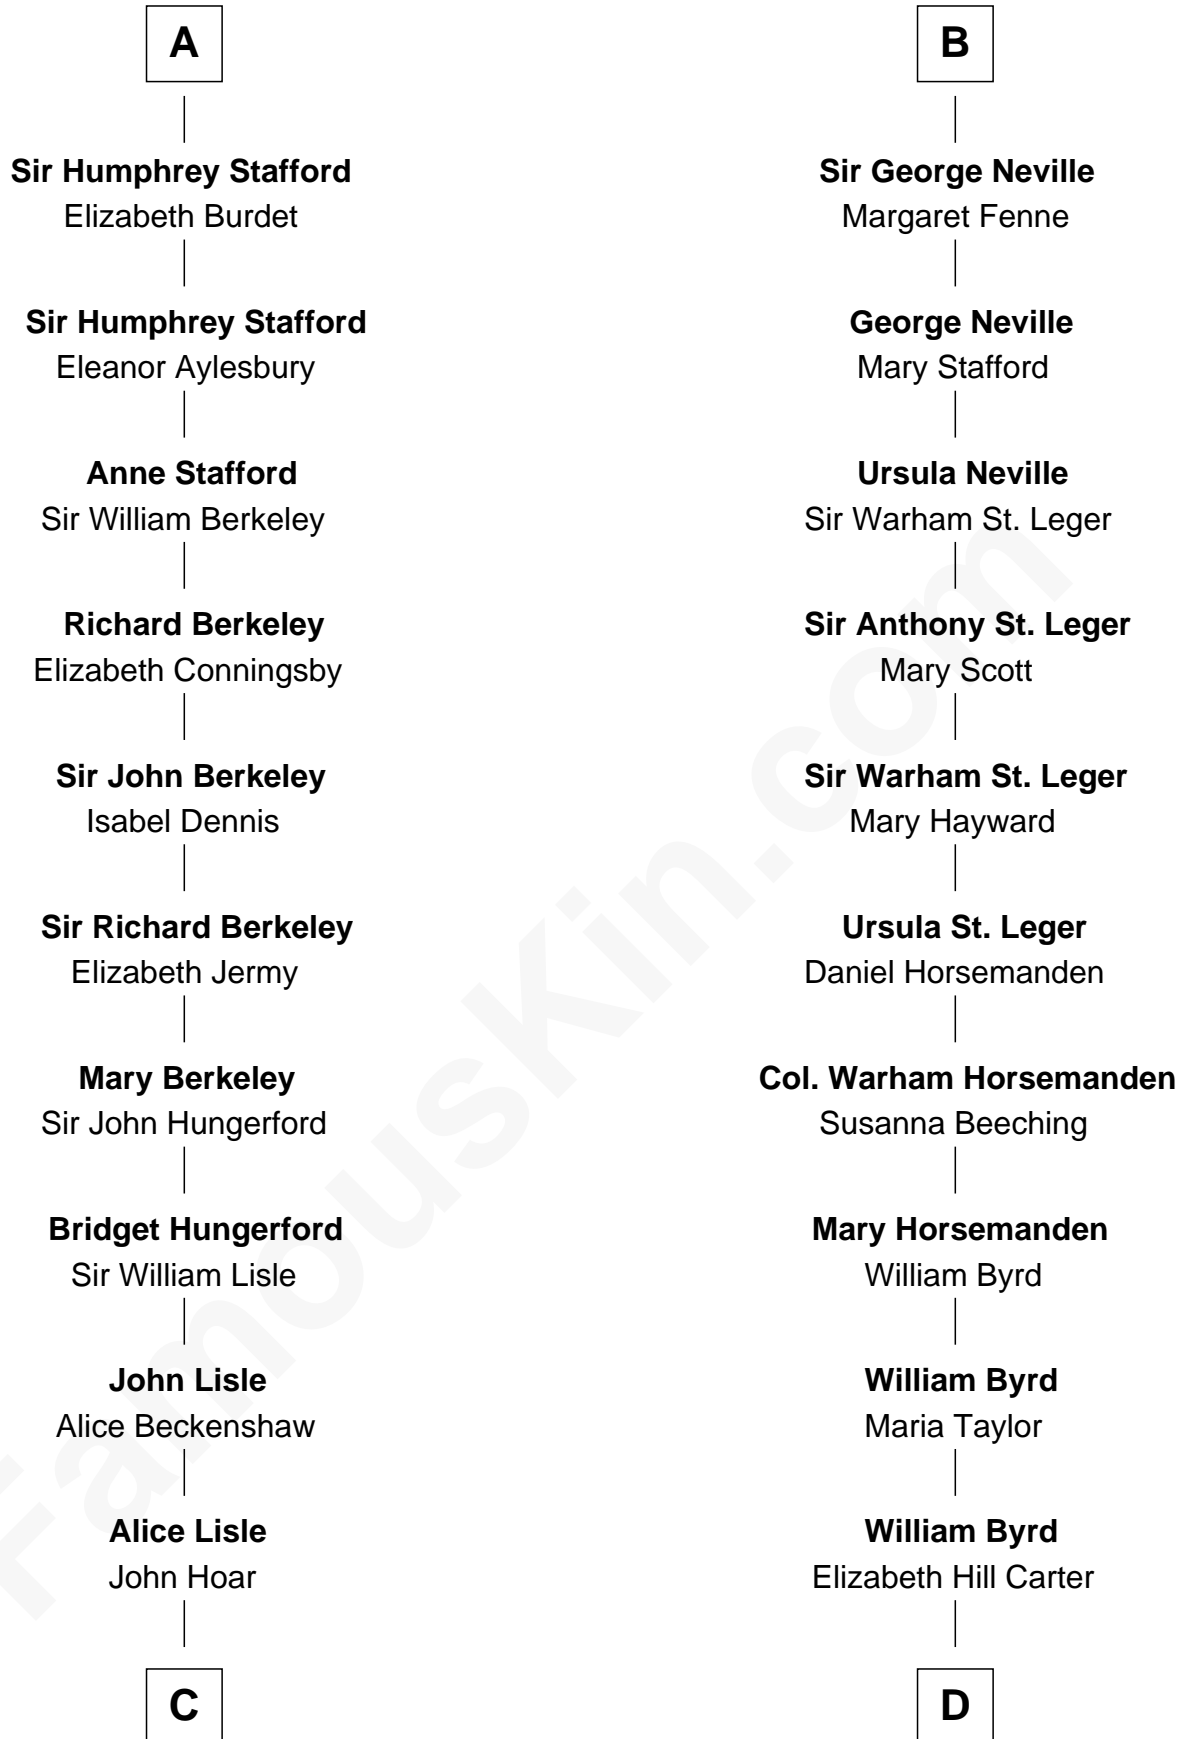 A
Sir Humphrey Stafford
Elizabeth Burdet
Sir Humphrey Stafford
Eleanor Aylesbury
Anne Stafford
Sir William Berkeley
Richard Berkeley
Elizabeth Conningsby
Sir John Berkeley
Isabel Dennis
Sir Richard Berkeley
Elizabeth Jermy
Mary Berkeley
Sir John Hungerford
Bridget Hungerford
Sir William Lisle
John Lisle
Alice Beckenshaw
Alice Lisle
John Hoar
C
B
Sir George Neville
Margaret Fenne
George Neville
Mary Stafford
Ursula Neville
Sir Warham St. Leger
Sir Anthony St. Leger
Mary Scott
Sir Warham St. Leger
Mary Hayward
Ursula St. Leger
Daniel Horsemanden
Col. Warham Horsemanden
Susanna Beeching
Mary Horsemanden
William Byrd
William Byrd
Maria Taylor
William Byrd
Elizabeth Hill Carter
D
FamousKin.com